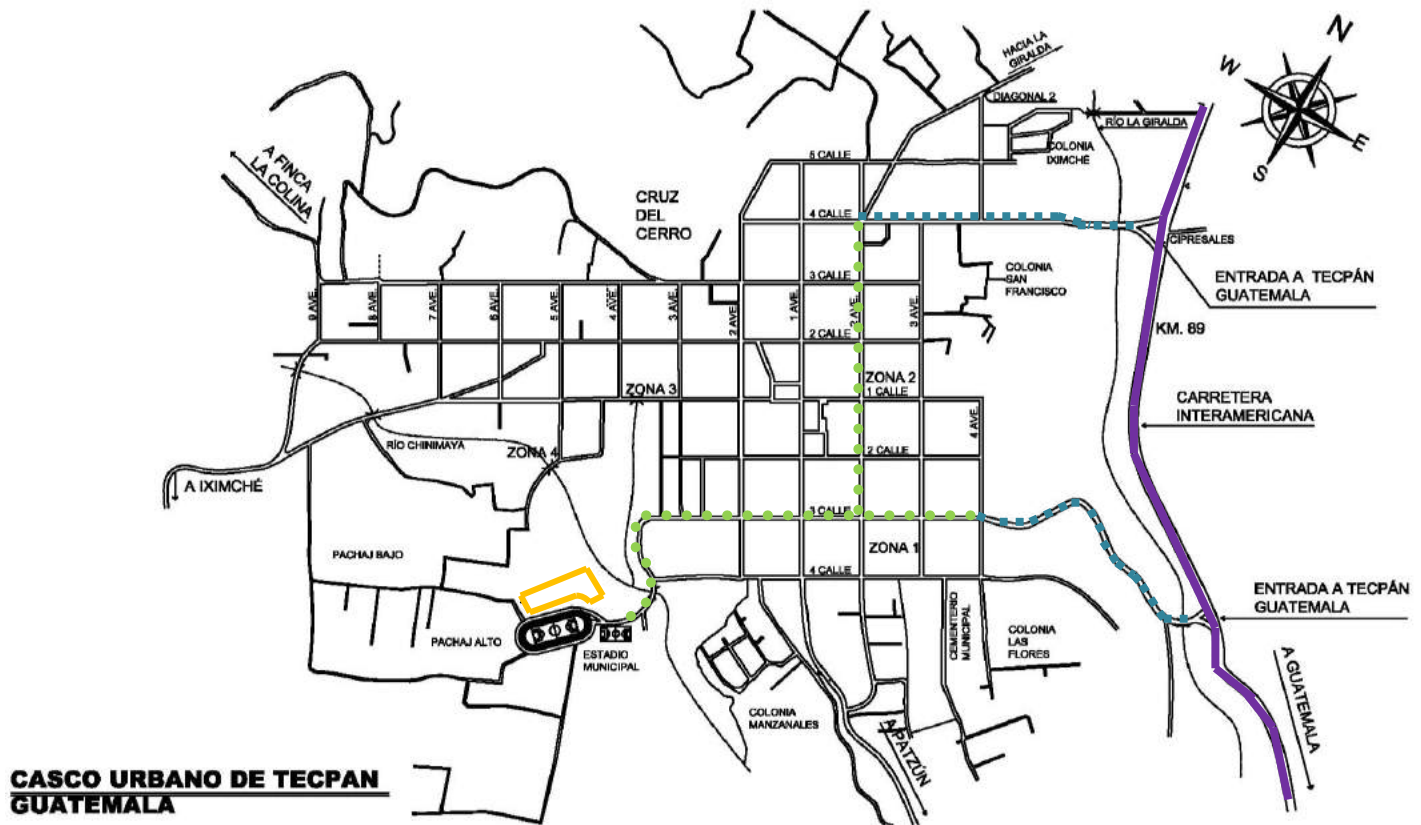 N
W
E
S
HACIA LA
GIRALDA
DIAGONAL 2
RÍO LA GIRALDA
COLONIA
IXIMCHÉ
A FINCA
LA COLINA
5 CALLE
CRUZ
DEL
CERRO
4 CALLE
CIPRESALES
3 CALLE
COLONIA
SAN
FRANCISCO
ENTRADA A TECPÁN
GUATEMALA
9 AVE.
8 AVE.
7 AVE.
6 AVE.
5 AVE.
4 AVE.
3 AVE.
2 AVE.
1 AVE.
2 AVE.
3 AVE.
2 CALLE
KM. 89
ZONA 3
ZONA 2
1 CALLE
CARRETERA
INTERAMERICANA
4 AVE.
RÍO CHINIMAYA
ZONA 4
2 CALLE
A IXIMCHÉ
3 CALLE
ZONA 1
PACHAJ BAJO
4 CALLE
ENTRADA A TECPÁN
GUATEMALA
PACHAJ ALTO
ESTADIO
MUNICIPAL
CEMENTERIO
MUNICIPAL
COLONIA
LAS
FLORES
A GUATEMALA
COLONIA
MANZANALES
A PATZÚN
CASCO URBANO DE TECPAN
GUATEMALA